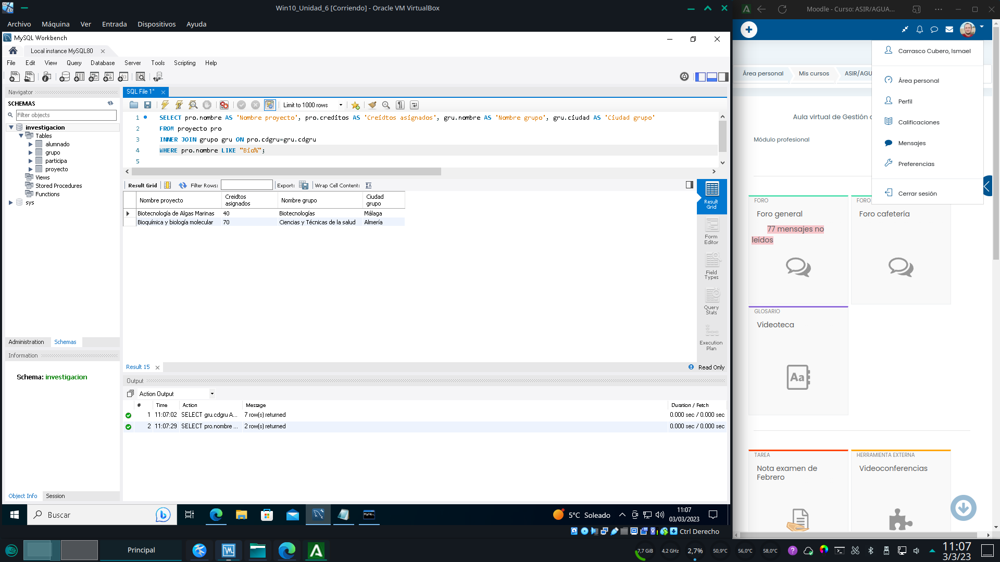 Win10_Unidad_6 [Corriendo] - Oracle VM VirtualBox
Archivo Máquina Ver Entrada Dispositivos Ayuda
MySQL Workbench
Local instance MySQL80
File Edit View Query Database Server Tools Scripting Help
Navigator
SCHEMAS
Filter objects
investigacion
Tables
alumnado
grupo
participa
proyecto
Views
Stored Procedures
Functions
sys
Administration Schemas
Information
Schema: investigacion
Object Info Session
SQL File 1*
Limit to 1000 rows
1 SELECT pro.nombre AS 'Nombre proyecto', pro.creditos AS 'Creidtos asignados', gru.nombre AS 'Nombre grupo', gru.ciudad AS 'Ciudad grupo'
2 FROM proyecto pro
3 INNER JOIN grupo gru ON pro.cdgru=gru.cdgru
4 WHERE pro.nombre LIKE "Bio%";
5
Result Grid Filter Rows: Export: Wrap Cell Content:
Nombre proyecto Creidtos asignados Nombre grupo Ciudad grupo
Biotecnología de Algas Marinas 40 Biotecnologías Málaga
Bioquímica y biología molecular 70 Ciencias y Técnicas de la salud Almería
Result Grid
Form Editor
Field Types
Query Stats
Execution Plan
Result 15
Read Only
Output
Action Output
# Time Action Message Duration / Fetch
1 11:07:02 SELECT gru.cdgru A... 7 row(s) returned 0.000 sec / 0.000 sec
2 11:07:29 SELECT pro.nombre ... 2 row(s) returned 0.000 sec / 0.000 sec
Buscar
5°C Soleado
11:07
03/03/2023
Ctrl Derecho
Moodle - Curso: ASIR/AGUA...
Carrasco Cubero, Ismael
Área personal
Perfil
Calificaciones
Mensajes
Preferencias
Cerrar sesión
Área personal Mis cursos ASIR/AGU
Aula virtual de Gestión
Módulo profesional
FORO
Foro general
77 mensajes no
leídos
FORO
Foro cafetería
GLOSARIO
Videoteca
Aa
TAREA
Nota examen de
Febrero
HERRAMIENTA EXTERNA
Videoconferencias
Principal
7,7 GiB 4,2 GHz 2,7% 50,9°C 56,0°C 58,0°C
11:07
3/3/23